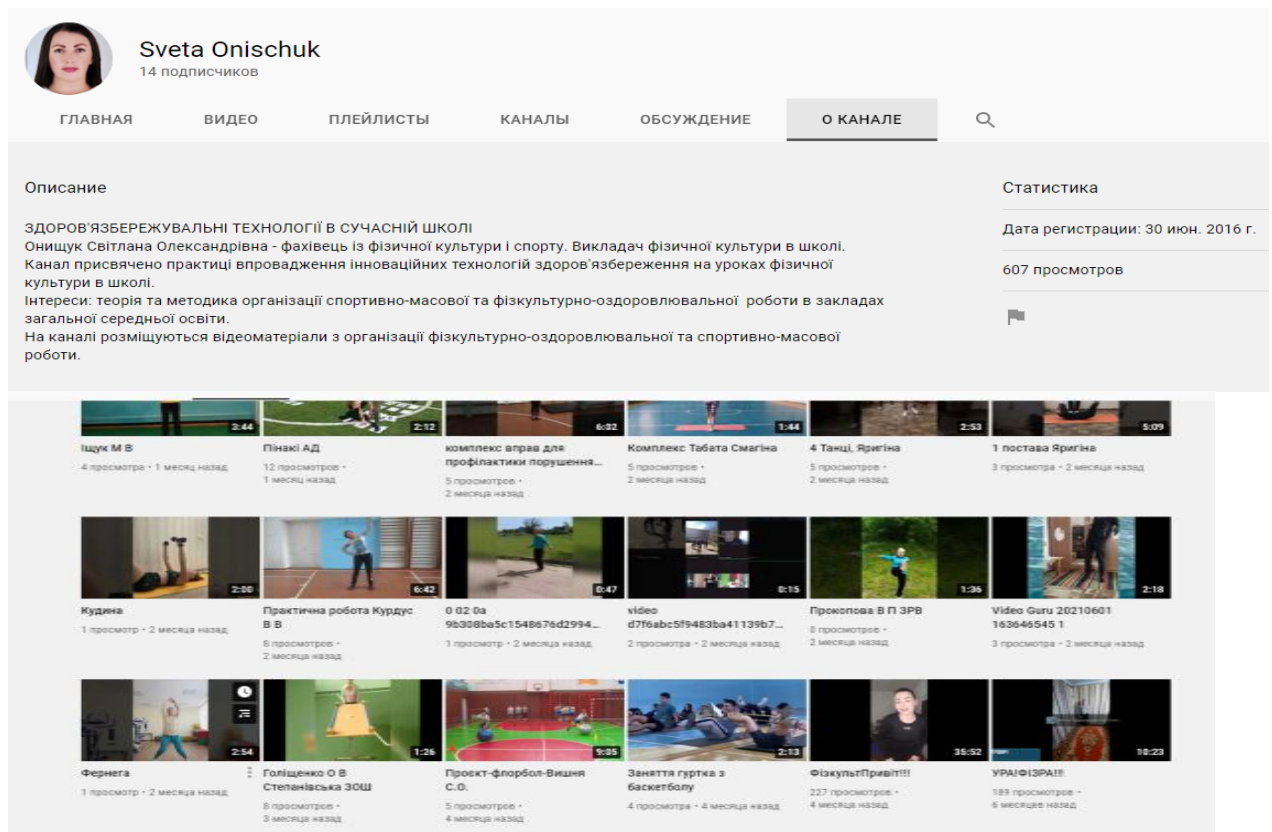 Sveta Onischuk
14 подписчиков
ГЛАВНАЯ ВИДЕО ПЛЕЙЛИСТЫ КАНАЛЫ ОБСУЖДЕНИЕ О КАНАЛЕ
Описание
ЗДОРОВ'ЯЗБЕРЕЖУВАЛЬНІ ТЕХНОЛОГІЇ В СУЧАСНІЙ ШКОЛІ
Онищук Світлана Олександрівна - фахівець із фізичної культури і спорту. Викладач фізичної культури в школі.
Канал присвячено практиці впровадження інноваційних технологій здоров'язбереження на уроках фізичної
культури в школі.
Інтереси: теорія та методика організації спортивно-масової та фізкультурно-оздоровлювальної роботи в закладах
загальної середньої освіти.
На каналі розміщуються відеоматеріали з організації фізкультурно-оздоровлювальної та спортивно-масової
роботи.
Статистика
Дата регистрации: 30 июн. 2016 г.
607 просмотров
3:44 2:12 6:02 1:44 2:53 5:09
Іщук М В
4 просмотра • 1 месяц назад
Пінакі АД
12 просмотров •
1 месяц назад
комплекс вправ для
профілактики порушення...
5 просмотров •
2 месяца назад
Комплекс Табата Смагіна
5 просмотров •
2 месяца назад
4 Танці, Яригіна
5 просмотров •
2 месяца назад
1 постава Яригіна
3 просмотра • 2 месяца назад
2:00 6:42 0:47 0:15 1:36 2:18
Кудина
1 просмотр • 2 месяца назад
Практична робота Курдус
В В
8 просмотров •
2 месяца назад
0 02 0a
9b308ba5c1548676d2994...
1 просмотр • 2 месяца назад
video
d7f6abc5f9483ba41139b7...
2 просмотра • 2 месяца назад
Прокопова В П ЗРВ
0 просмотров •
2 месяца назад
Video Guru 20210601
163646545 1
3 просмотра • 2 месяца назад
2:54 1:26 9:05 2:13 35:52 10:23
Фернега
1 просмотр • 2 месяца назад
Голіщенко О В
Степанівська ЗОШ
8 просмотров •
3 месяца назад
Проєкт-флорбол-Вишня
С.О.
5 просмотров •
4 месяца назад
Заняття гуртка з
баскетболу
4 просмотра • 4 месяца назад
ФізкультПривіт!!!
227 просмотров •
4 месяца назад
УРА!ФІЗРА!!!
189 просмотров •
6 месяцев назад